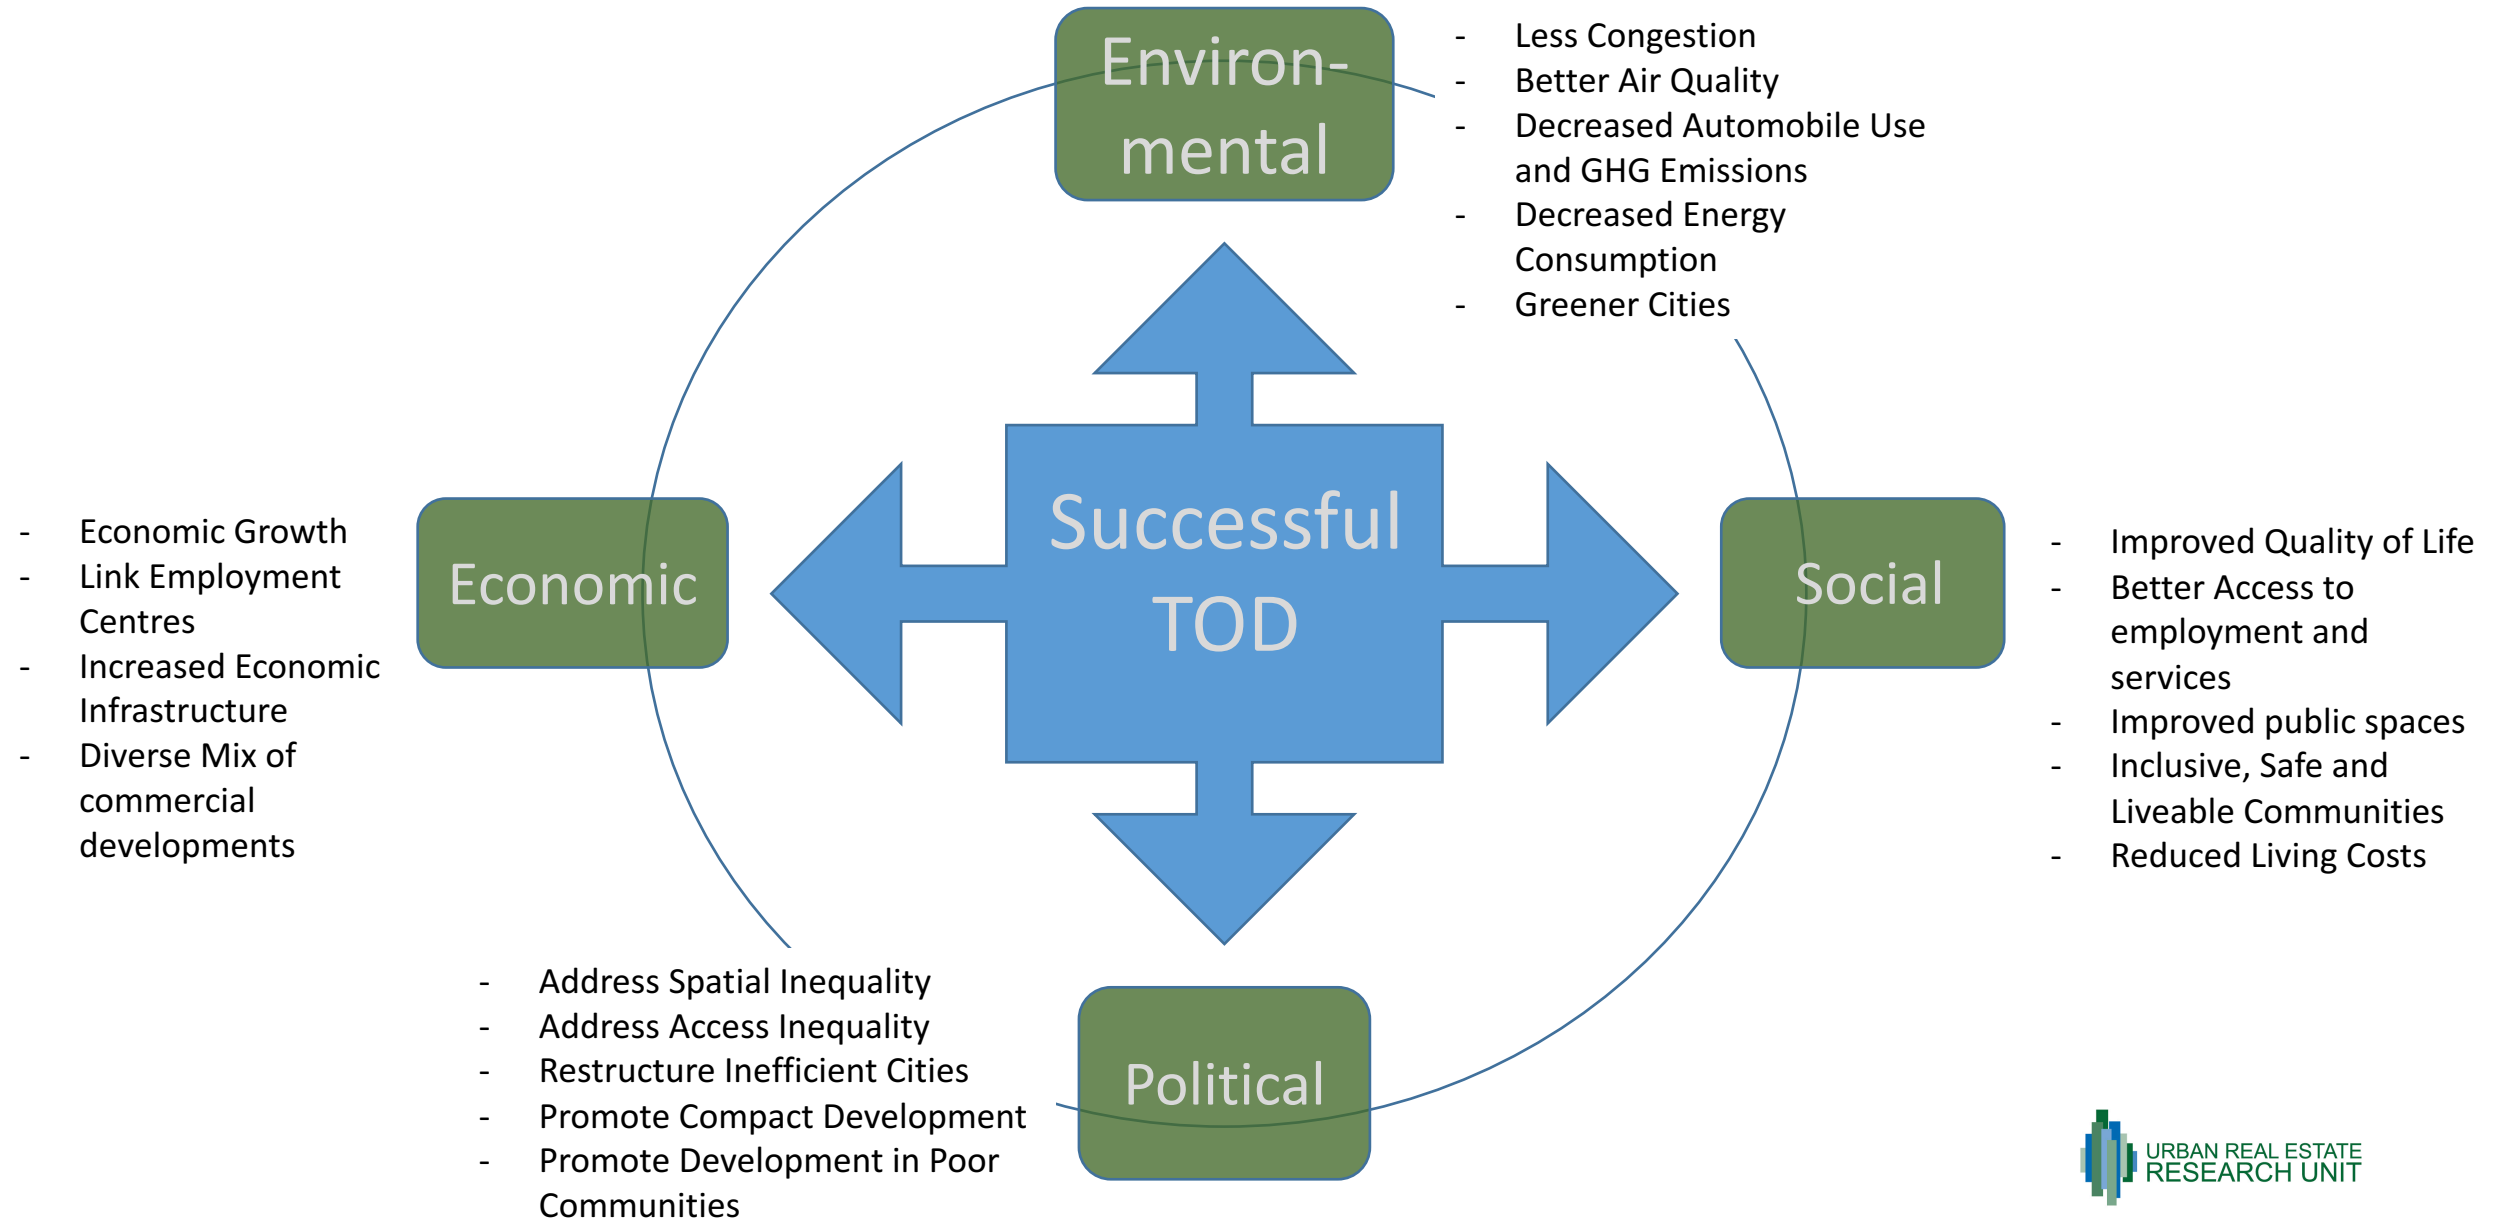 Environ-
mental
- Less Congestion
- Better Air Quality
- Decreased Automobile Use
and GHG Emissions
- Decreased Energy
Consumption
- Greener Cities
Economic
- Economic Growth
- Link Employment
Centres
- Increased Economic
Infrastructure
- Diverse Mix of
commercial
developments
Successful
TOD
Social
- Improved Quality of Life
- Better Access to
employment and
services
- Improved public spaces
- Inclusive, Safe and
Liveable Communities
- Reduced Living Costs
- Address Spatial Inequality
- Address Access Inequality
- Restructure Inefficient Cities
- Promote Compact Development
- Promote Development in Poor
Communities
Political
URBAN REAL ESTATE
RESEARCH UNIT